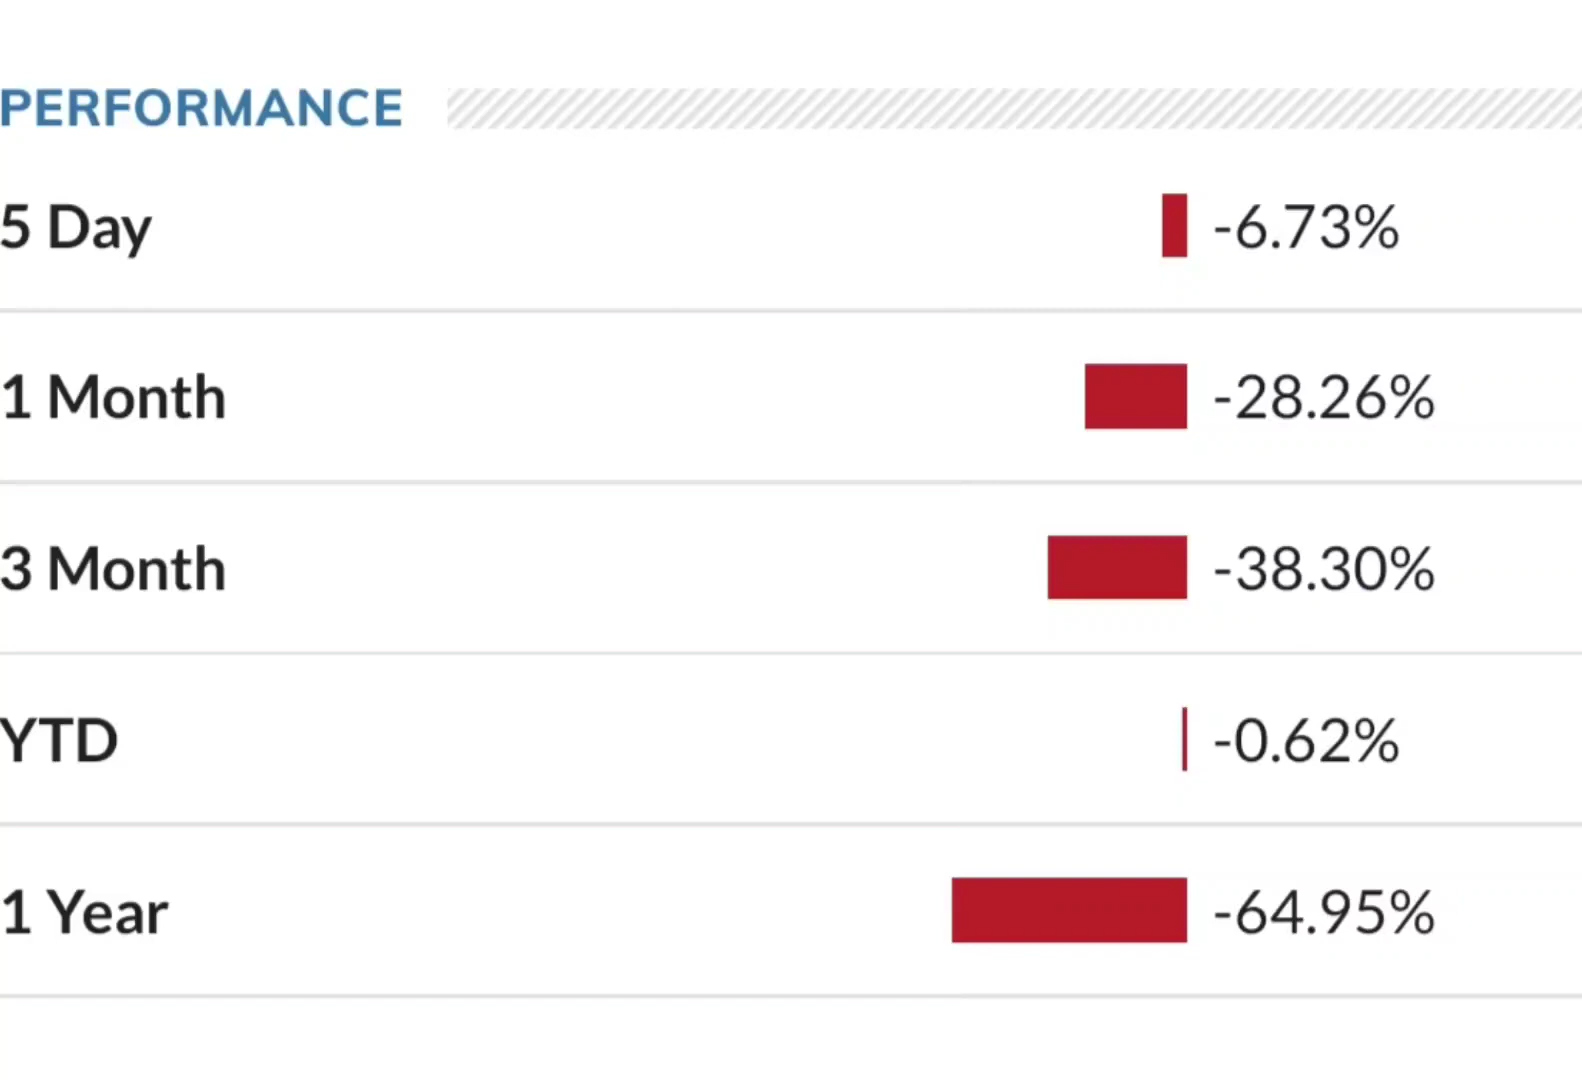 PERFORMANCE
5 Day -6.73%
1 Month -28.26%
3 Month -38.30%
YTD -0.62%
1 Year -64.95%